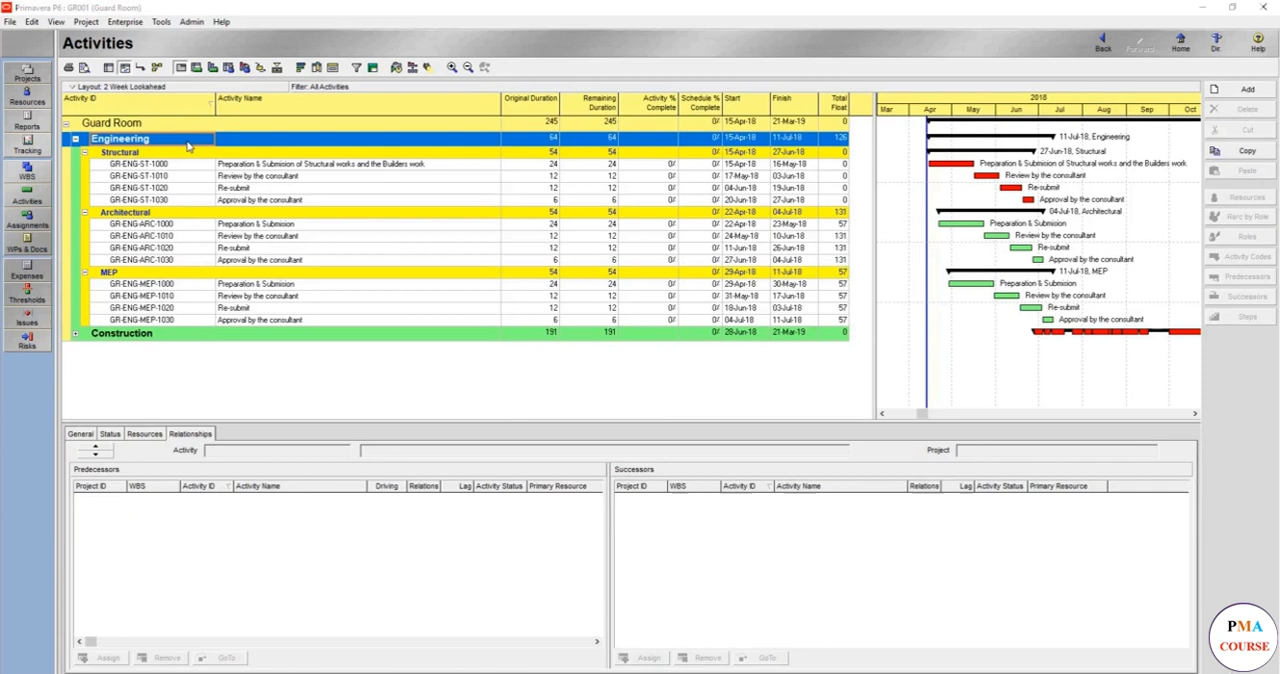 Primavera P6 : GR001 (Guard Room)
File Edit View Project Enterprise Tools Admin Help
Activities
Back Forward Home Dir. Help
Projects
Resources
Reports
Tracking
WBS
Activities
Assignments
WPs & Docs
Expenses
Thresholds
Issues
Risks
Layout: 2 Week Lookahead Filter: All Activities
Activity ID Activity Name Original Duration Remaining Duration Activity % Complete Schedule % Complete Start Finish Total Float
Guard Room 245 245 0% 15-Apr-18 21-Mar-19 0
Engineering 64 64 0% 15-Apr-18 11-Jul-18 126
Structural 54 54 0% 15-Apr-18 27-Jun-18 0
GR-ENG-ST-1000 Preparation & Submicion of Structural works and the Builders work 24 24 0% 0% 15-Apr-18 16-May-18 0
GR-ENG-ST-1010 Review by the consultant 12 12 0% 0% 17-May-18 03-Jun-18 0
GR-ENG-ST-1020 Re-submit 12 12 0% 0% 04-Jun-18 19-Jun-18 0
GR-ENG-ST-1030 Approval by the consultant 6 6 0% 0% 20-Jun-18 27-Jun-18 0
Architectural 54 54 0% 22-Apr-18 04-Jul-18 131
GR-ENG-ARC-1000 Preparation & Submision 24 24 0% 0% 22-Apr-18 23-May-18 57
GR-ENG-ARC-1010 Review by the consultant 12 12 0% 0% 24-May-18 10-Jun-18 131
GR-ENG-ARC-1020 Re-submit 12 12 0% 0% 11-Jun-18 26-Jun-18 131
GR-ENG-ARC-1030 Approval by the consultant 6 6 0% 0% 27-Jun-18 04-Jul-18 131
MEP 54 54 0% 29-Apr-18 11-Jul-18 57
GR-ENG-MEP-1000 Preparation & Submision 24 24 0% 0% 29-Apr-18 30-May-18 57
GR-ENG-MEP-1010 Review by the consultant 12 12 0% 0% 31-May-18 17-Jun-18 57
GR-ENG-MEP-1020 Re-submit 12 12 0% 0% 18-Jun-18 03-Jul-18 57
GR-ENG-MEP-1030 Approval by the consultant 6 6 0% 0% 04-Jul-18 11-Jul-18 57
Construction 191 191 0% 28-Jun-18 21-Mar-19 0
2018
Mar Apr May Jun Jul Aug Sep Oct
11-Jul-18, Engineering
27-Jun-18, Structural
Preparation & Submicion of Structural works and the Builders work
Review by the consultant
Re-submit
Approval by the consultant
04-Jul-18, Architectural
Preparation & Submision
Review by the consultant
Re-submit
Approval by the consultant
11-Jul-18, MEP
Preparation & Submision
Review by the consultant
Re-submit
Approval by the consultant
Add
Delete
Cut
Copy
Paste
Resources
Rsrc by Role
Roles
Activity Codes
Predecessors
Successors
Steps
General Status Resources Relationships
Activity Project
Predecessors
Project ID WBS Activity ID Activity Name Driving Relations Lag Activity Status Primary Resource
Assign Remove GoTo
Successors
Project ID WBS Activity ID Activity Name Relations Lag Activity Status Primary Resource
Assign Remove GoTo
PMA
COURSE